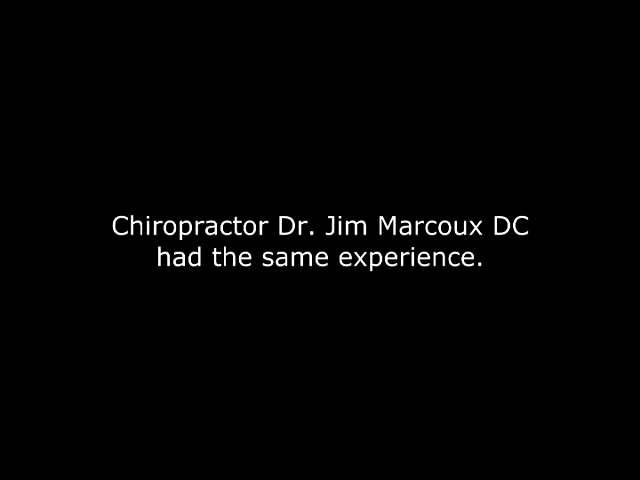 Chiropractor Dr. Jim Marcoux DC
had the same experience.